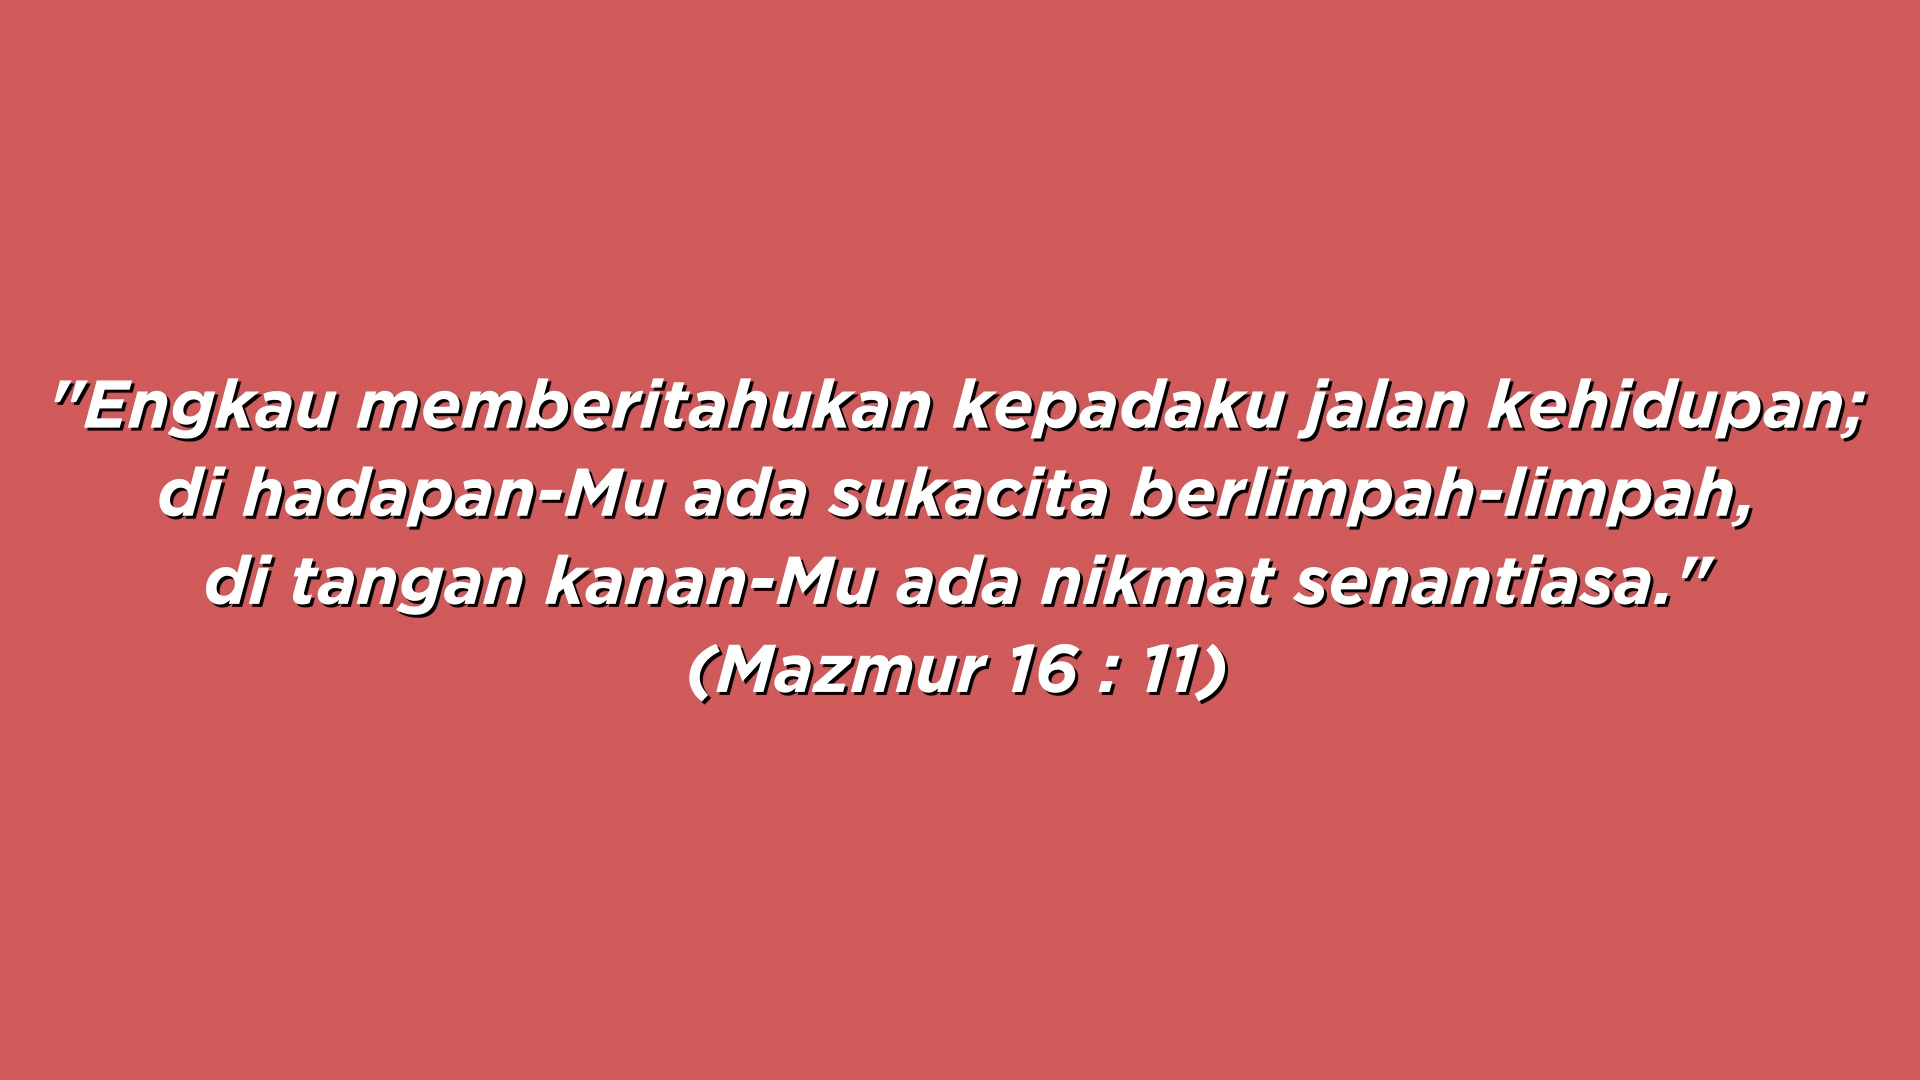 "Engkau memberitahukan kepadaku jalan kehidupan;
di hadapan-Mu ada sukacita berlimpah-limpah,
di tangan kanan-Mu ada nikmat senantiasa."
(Mazmur 16 : 11)